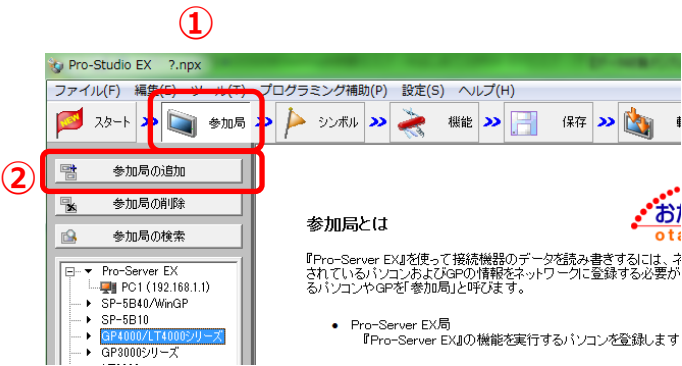 ①
Pro-Studio EX ?.npx
ファイル(F) 編集(E) ツール(T) プログラミング補助(P) 設定(S) ヘルプ(H)
NEW スタート 参加局 シンボル 機能 保存
②
参加局の追加
参加局の削除
参加局の検索
参加局とは
『Pro-Server EX』を使って接続機器のデータを読み書きするには、ネ
されているパソコンおよびGPの情報をネットワークに登録する必要が
るパソコンやGPを「参加局」と呼びます。
Pro-Server EX
PC1 (192.168.1.1)
SP-5B40/WinGP
SP-5B10
GP4000/LT4000シリーズ
GP3000シリーズ
• Pro-Server EX局
『Pro-Server EX』の機能を実行するパソコンを登録します